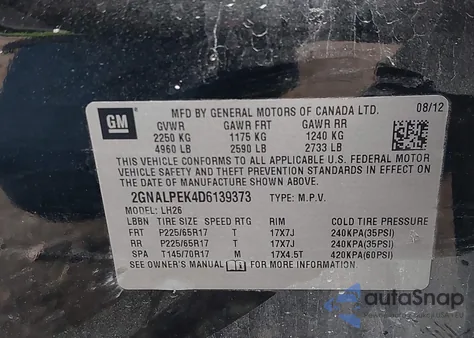 GM
MFD BY GENERAL MOTORS OF CANADA LTD. 08/12
GVWR GAWR FRT GAWR RR
2250 KG 1175 KG 1240 KG
4960 LB 2590 LB 2733 LB
THIS VEHICLE CONFORMS TO ALL APPLICABLE U.S. FEDERAL MOTOR
VEHICLE SAFETY AND THEFT PREVENTION STANDARDS IN EFFECT ON
THE DATE OF MANUFACTURE SHOWN ABOVE.
2GNALPEK4D6139373 TYPE: M.P.V.
MODEL: LH26
LBBN TIRE SIZE SPEED RTG RIM COLD TIRE PRESSURE
FRT P225/65R17 T 17X7J 240KPA(35PSI)
RR P225/65R17 T 17X7J 240KPA(35PSI)
SPA T145/70R17 M 17X4.5T 420KPA(60PSI)
SEE OWNER'S MANUAL FOR MORE INFORMATION.
autoSnap